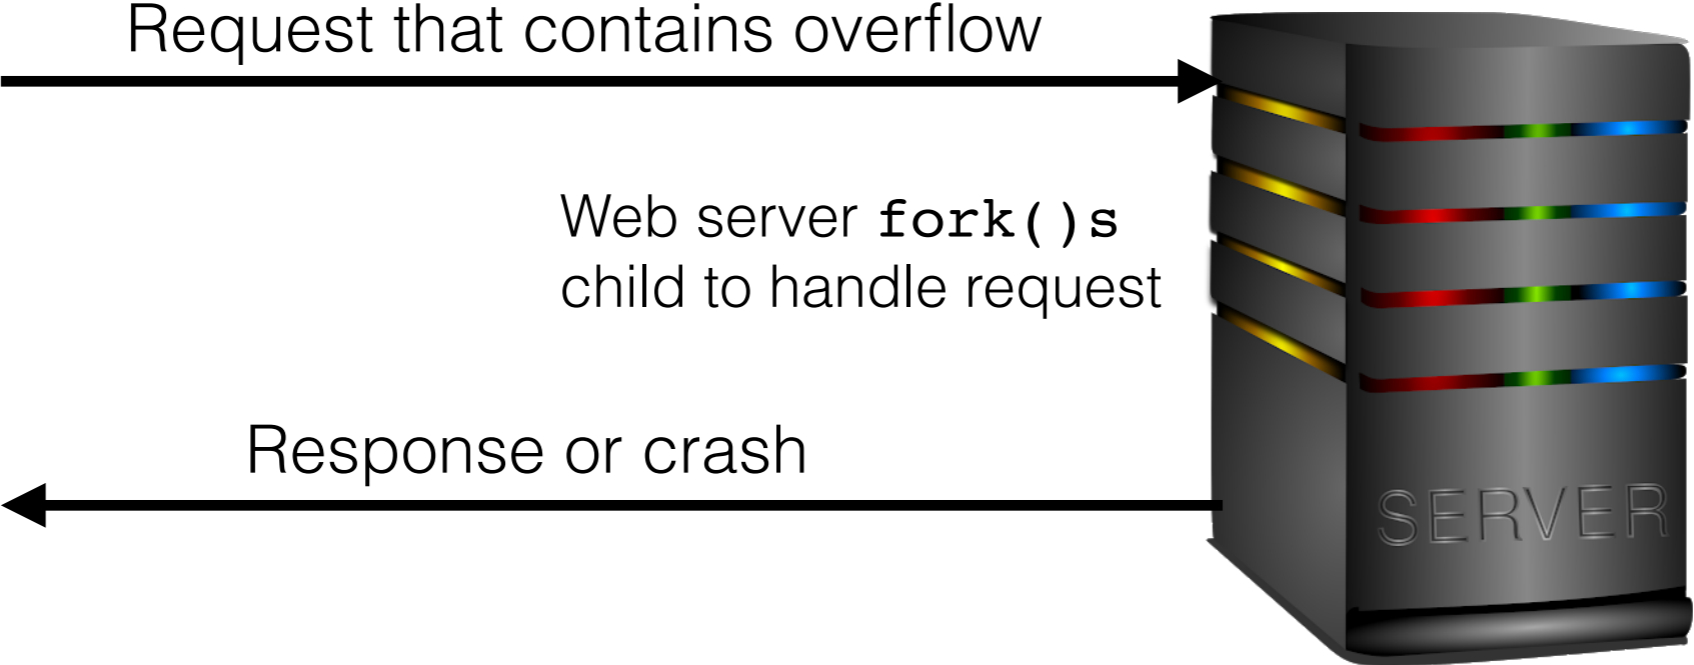 Request that contains overflow
Web server fork()s
child to handle request
Response or crash
SERVER